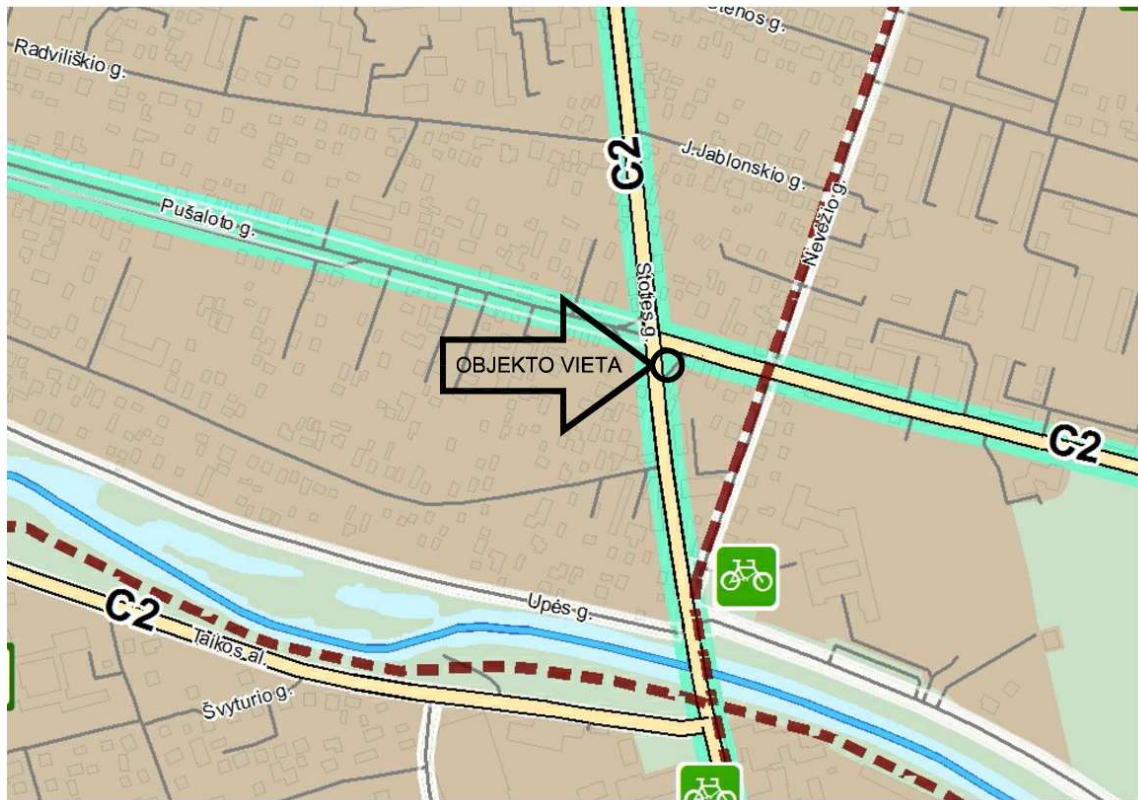 Radviliškio g.
C2
J.Jablonskio g.
Pušaloto g.
Nevėžio g.
Stoties g.
OBJEKTO VIETA
C2
Upės g.
C2
Taikos al.
Švyturio g.